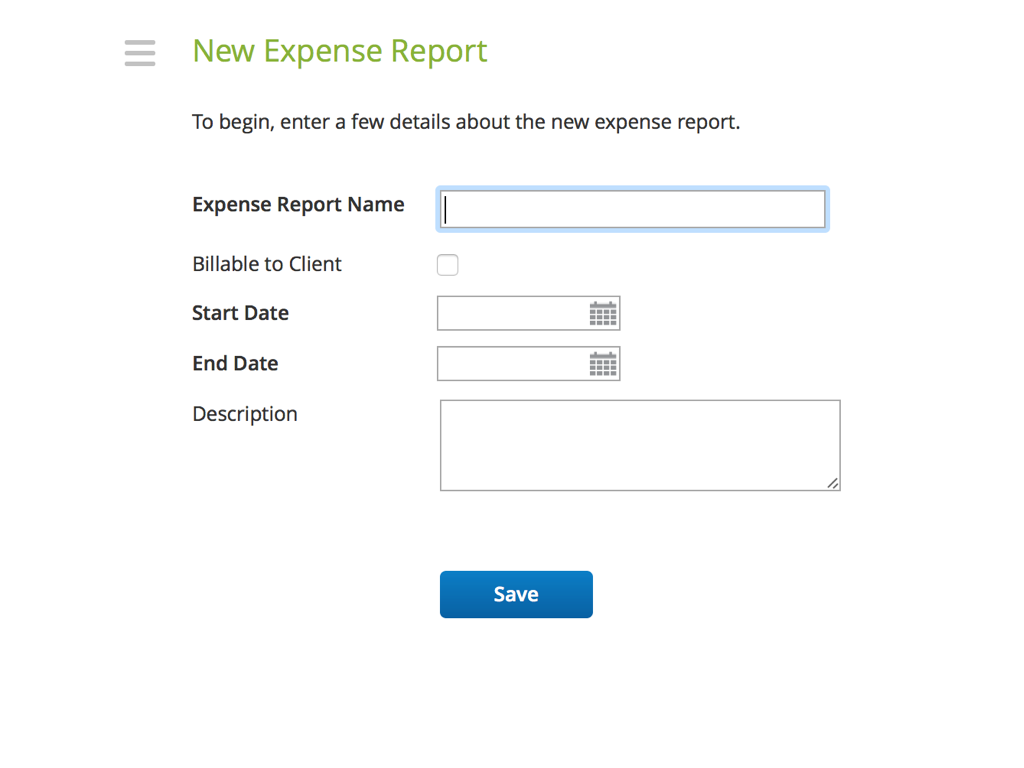 New Expense Report
To begin, enter a few details about the new expense report.
Expense Report Name
Billable to Client
Start Date
End Date
Description
Save